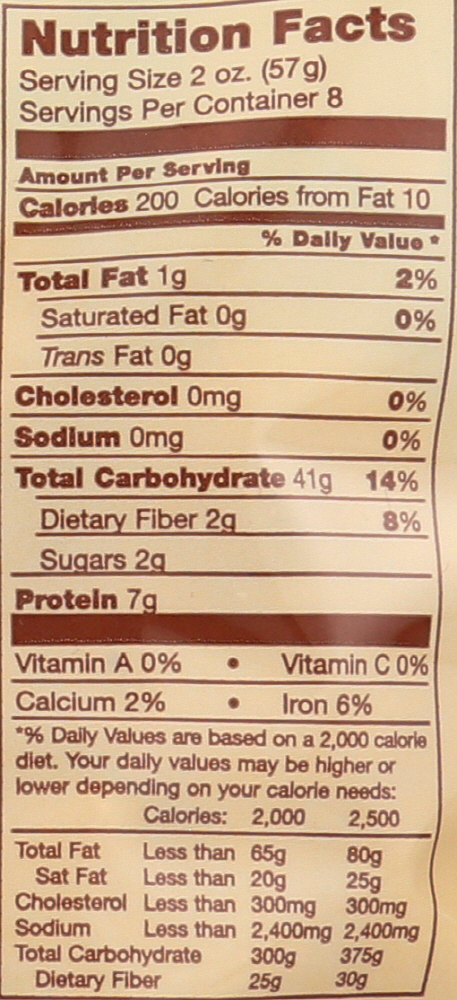 Nutrition Facts
Serving Size 2 oz. (57g)
Servings Per Container 8
Amount Per Serving
Calories 200 Calories from Fat 10
% Daily Value *
Total Fat 1g 2%
Saturated Fat 0g 0%
Trans Fat 0g
Cholesterol 0mg 0%
Sodium 0mg 0%
Total Carbohydrate 41g 14%
Dietary Fiber 2g 8%
Sugars 2g
Protein 7g
Vitamin A 0% • Vitamin C 0%
Calcium 2% • Iron 6%
*% Daily Values are based on a 2,000 calorie
diet. Your daily values may be higher or
lower depending on your calorie needs:
Calories: 2,000 2,500
Total Fat Less than 65g 80g
Sat Fat Less than 20g 25g
Cholesterol Less than 300mg 300mg
Sodium Less than 2,400mg 2,400mg
Total Carbohydrate 300g 375g
Dietary Fiber 25g 30g